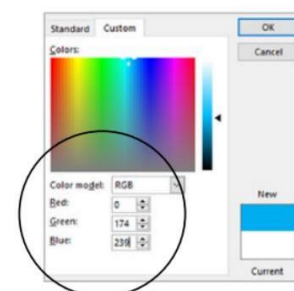 Standard Custom
OK
Colors:
Cancel
Color model: RGB
Red: 0
Green: 174
Blue: 239
New
Current